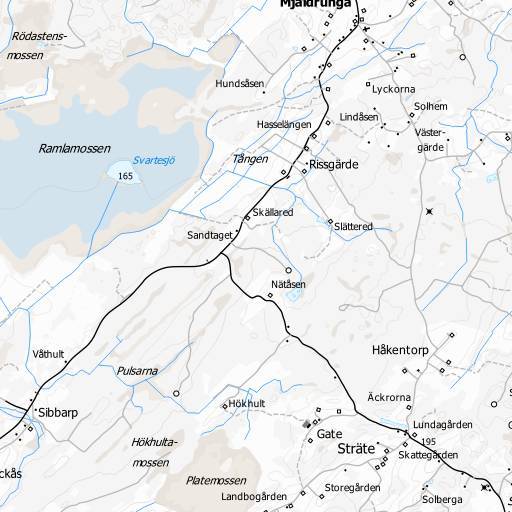 Mjäldrunga
Rödastens-
mossen
Hundsåsen
Lyckorna
Solhem
Lindåsen
Hasselängen
Väster-
gärde
Ramlamossen
Svartesjö
165
Tången
Rissgärde
Skällared
Slättered
Sandtaget
Nätåsen
Våthult
Håkentorp
Pulsarna
Äckrorna
Hökhult
Sibbarp
Lundagården
195
Gate
Hökhulta-
mossen
Sträte
Skattegården
Platemossen
Storegården
Landbogården
Solberga